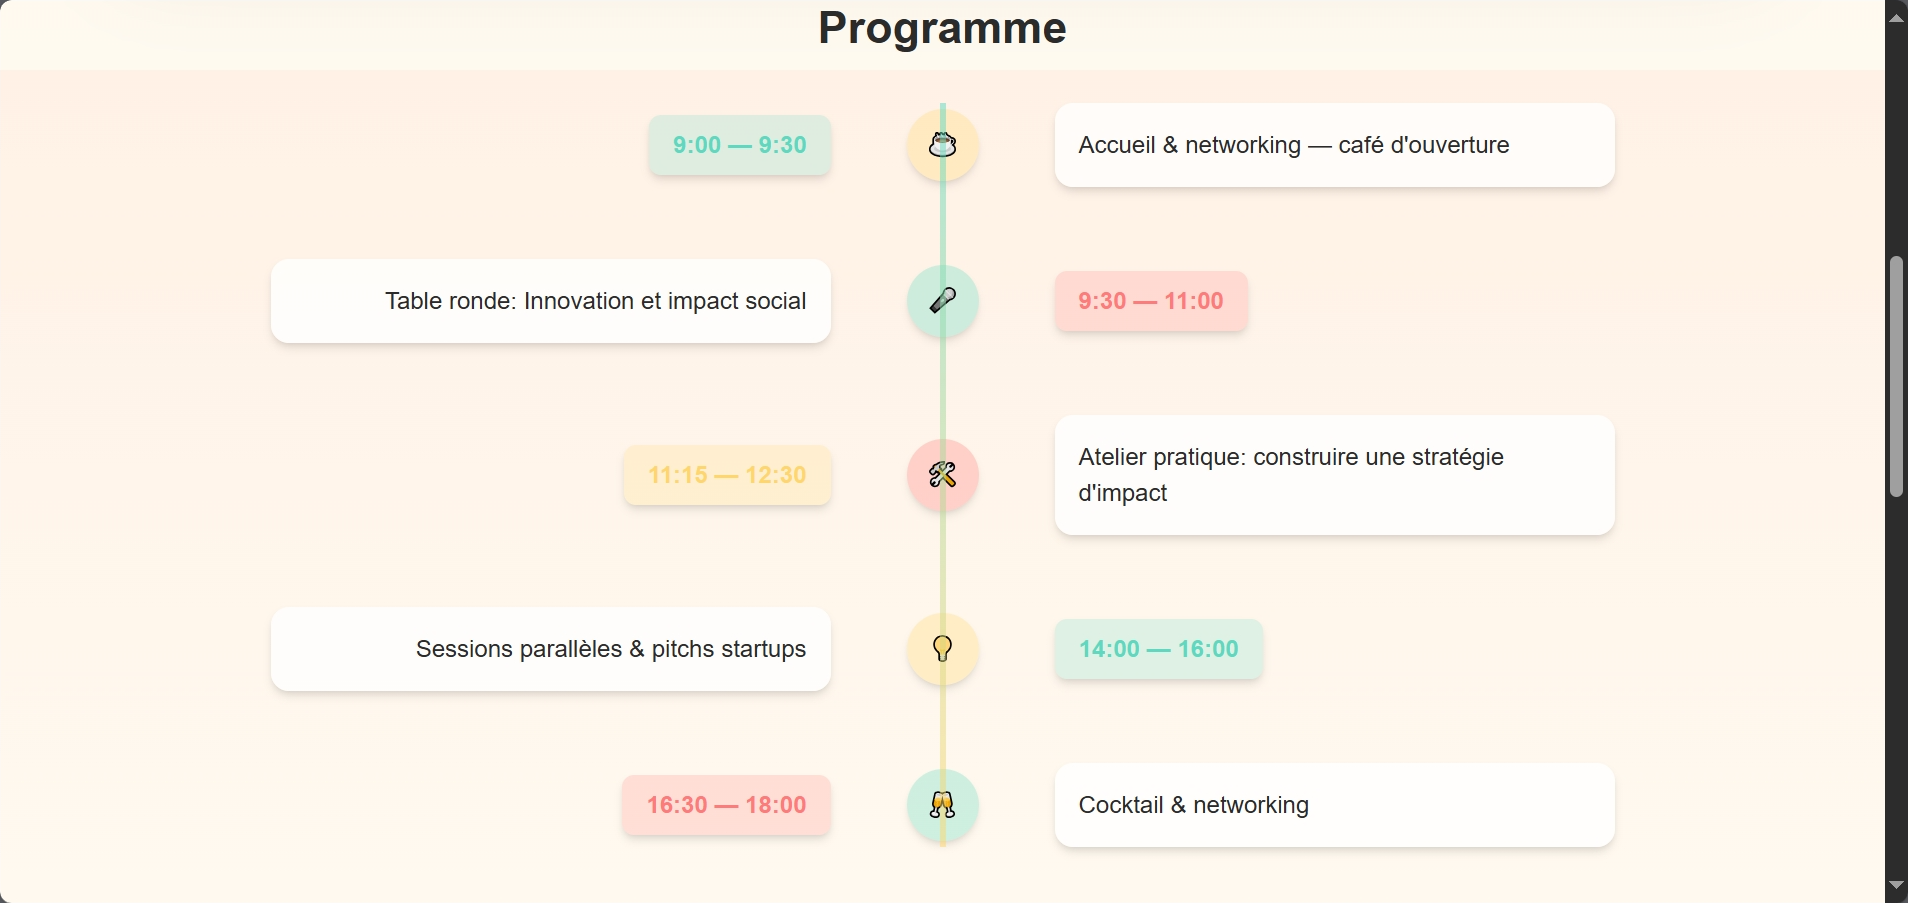 Programme
9:00 — 9:30
Accueil & networking — café d'ouverture
Table ronde: Innovation et impact social
9:30 — 11:00
11:15 — 12:30
Atelier pratique: construire une stratégie
d'impact
Sessions parallèles & pitchs startups
14:00 — 16:00
16:30 — 18:00
Cocktail & networking